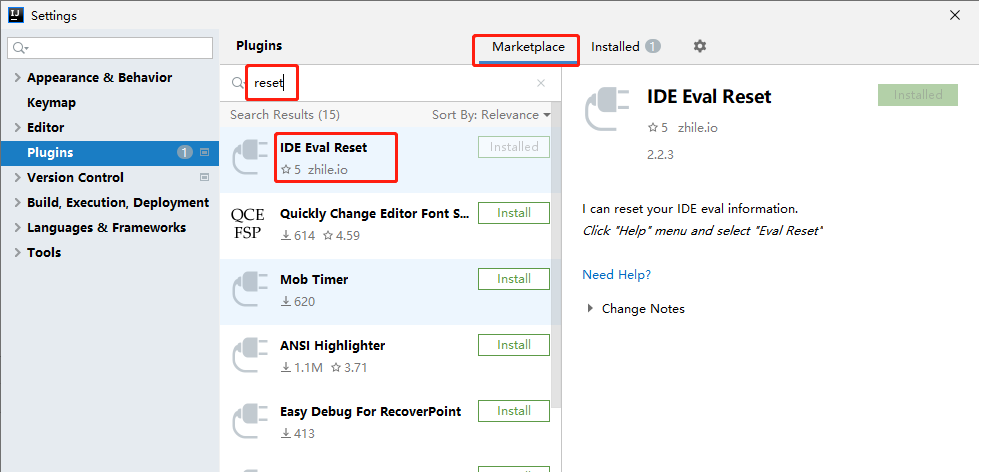 Settings
Appearance & Behavior
Keymap
Editor
Plugins 1
Version Control
Build, Execution, Deployment
Languages & Frameworks
Tools
Plugins
Marketplace
Installed 1
reset
Search Results (15) Sort By: Relevance
IDE Eval Reset Installed
5 zhile.io
QCE FSP
Quickly Change Editor Font S... Install
614 4.59
Mob Timer Install
620
ANSI Highlighter Install
1.1M 3.71
Easy Debug For RecoverPoint Install
413
IDE Eval Reset Installed
5 zhile.io
2.2.3
I can reset your IDE eval information.
Click "Help" menu and select "Eval Reset"
Need Help?
Change Notes